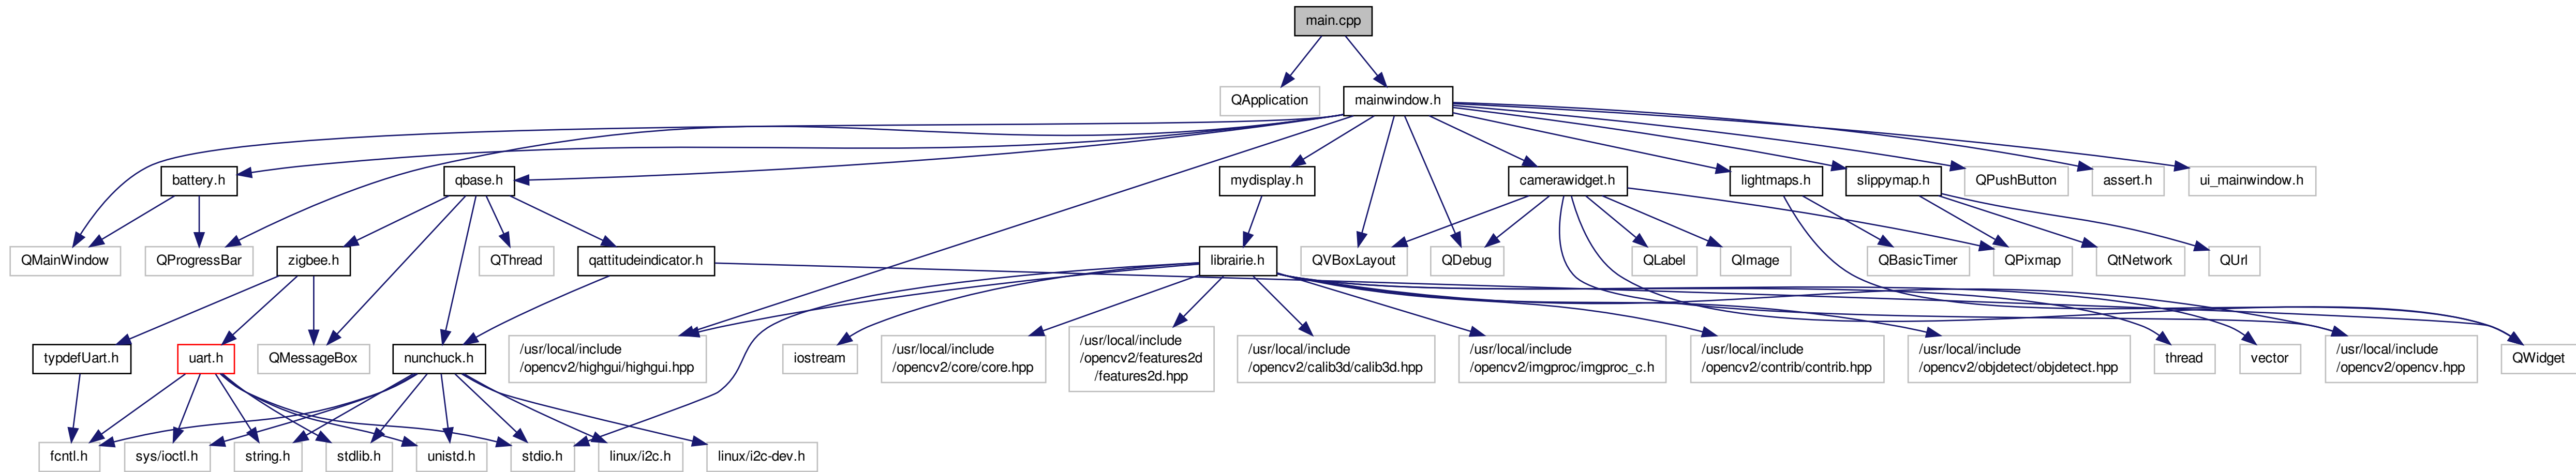 main.cpp
QApplication
mainwindow.h
battery.h
qbase.h
mydisplay.h
camerawidget.h
lightmaps.h
slippymap.h
QPushButton
assert.h
ui_mainwindow.h
QMainWindow
QProgressBar
zigbee.h
QThread
qattitudeindicator.h
librairie.h
QVBoxLayout
QDebug
QLabel
QImage
QBasicTimer
QPixmap
QtNetwork
QUrl
typdefUart.h
uart.h
QMessageBox
nunchuck.h
/usr/local/include
/opencv2/highgui/highgui.hpp
iostream
/usr/local/include
/opencv2/core/core.hpp
/usr/local/include
/opencv2/features2d
/features2d.hpp
/usr/local/include
/opencv2/calib3d/calib3d.hpp
/usr/local/include
/opencv2/imgproc/imgproc_c.h
/usr/local/include
/opencv2/contrib/contrib.hpp
/usr/local/include
/opencv2/objdetect/objdetect.hpp
thread
vector
/usr/local/include
/opencv2/opencv.hpp
QWidget
fcntl.h
sys/ioctl.h
string.h
stdlib.h
unistd.h
stdio.h
linux/i2c.h
linux/i2c-dev.h